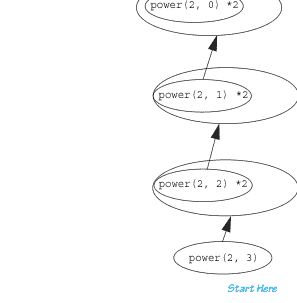 power(2, 0) *2
power(2, 1) *2
power(2, 2) *2
power(2, 3)
Start Here